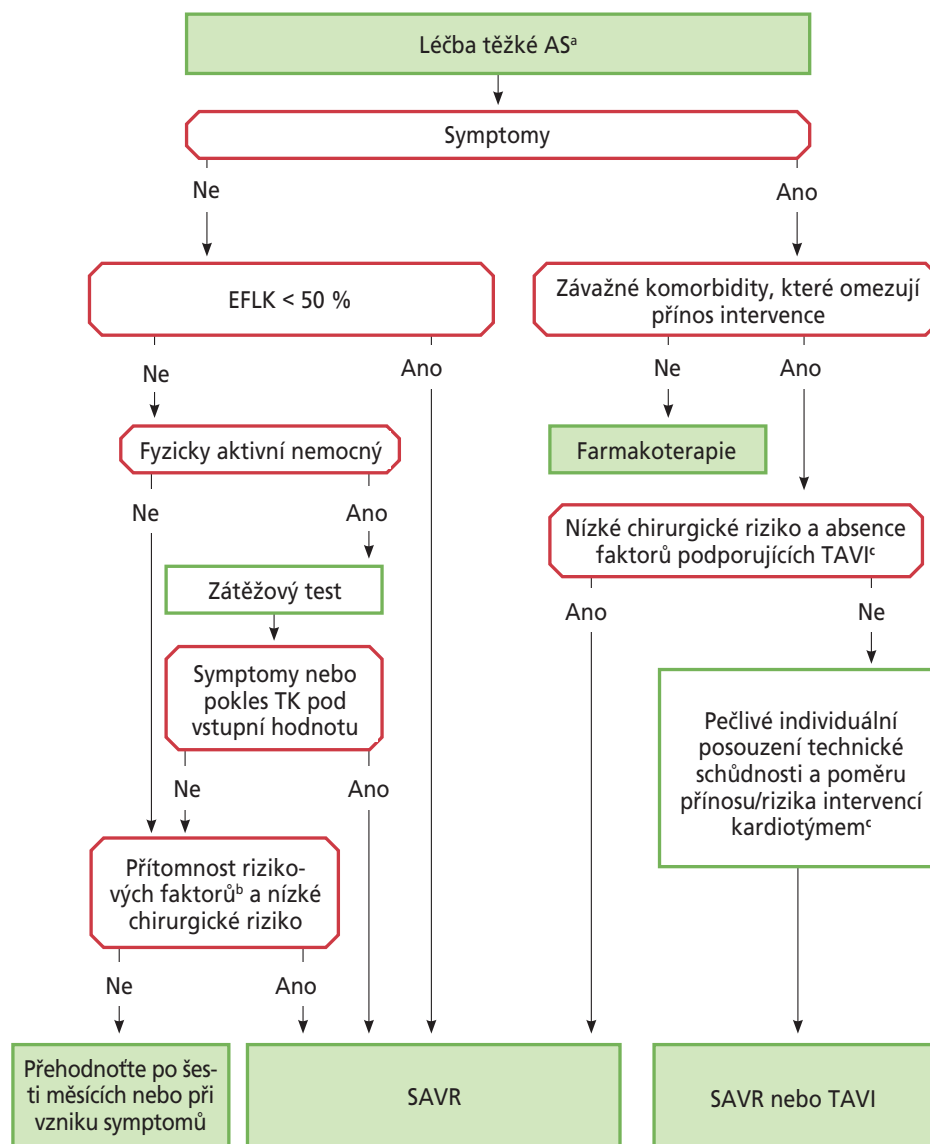 Léčba těžké ASᵃ
Symptomy
Ne
Ano
EFLK < 50 %
Závažné komorbidity, které omezují
přínos intervence
Ne
Ano
Ne
Ano
Fyzicky aktivní nemocný
Farmakoterapie
Ne
Ano
Nízké chirurgické riziko a absence
faktorů podporujících TAVIᶜ
Zátěžový test
Ano
Ne
Symptomy nebo
pokles TK pod
vstupní hodnotu
Pečlivé individuální
posouzení technické
schůdnosti a poměru
přínosu/rizika intervencí
kardiotýmemᶜ
Ne
Ano
Přítomnost riziko-
vých faktorůᵇ a nízké
chirurgické riziko
Ne
Ano
Přehodnoťte po šes-
ti měsících nebo při
vzniku symptomů
SAVR
SAVR nebo TAVI